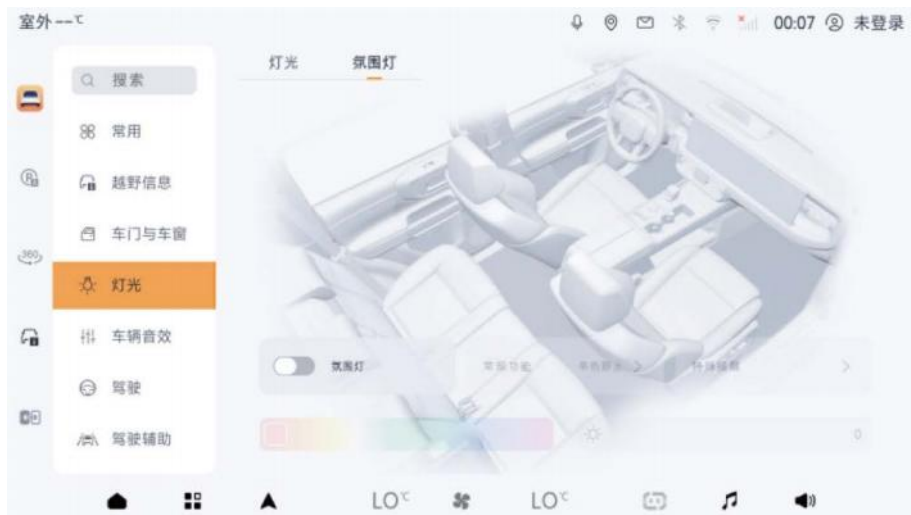 室外--℃
00:07 未登录
灯光 氛围灯
搜索
常用
越野信息
车门与车窗
360
灯光
车辆音效
驾驶
驾驶辅助
氛围灯
0
LO℃ LO℃